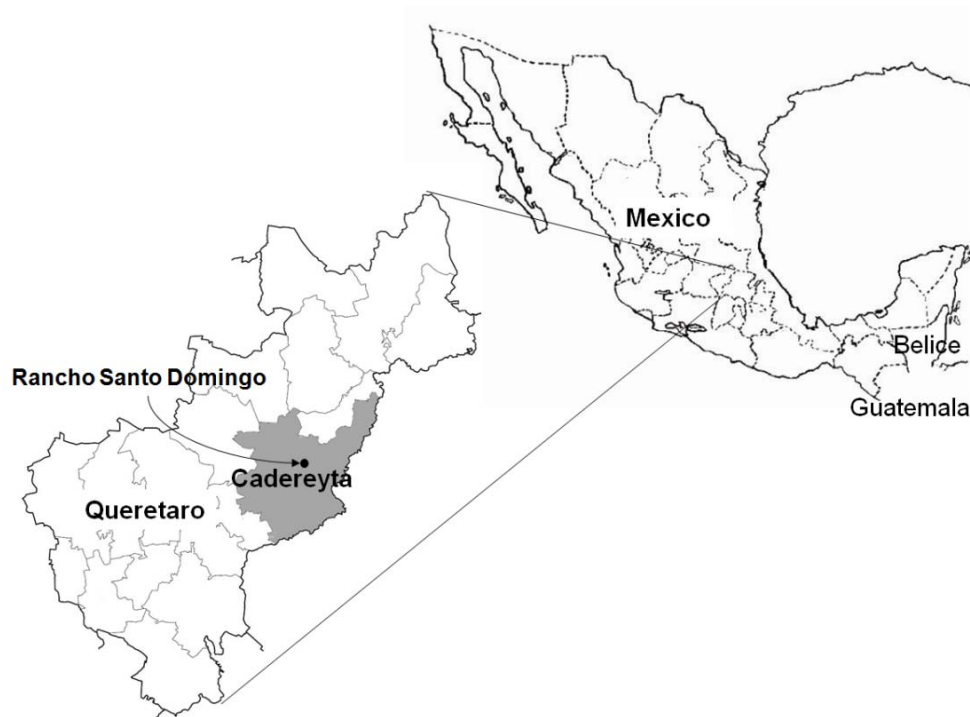 Mexico
Belice
Guatemala
Rancho Santo Domingo
Cadereyta
Queretaro